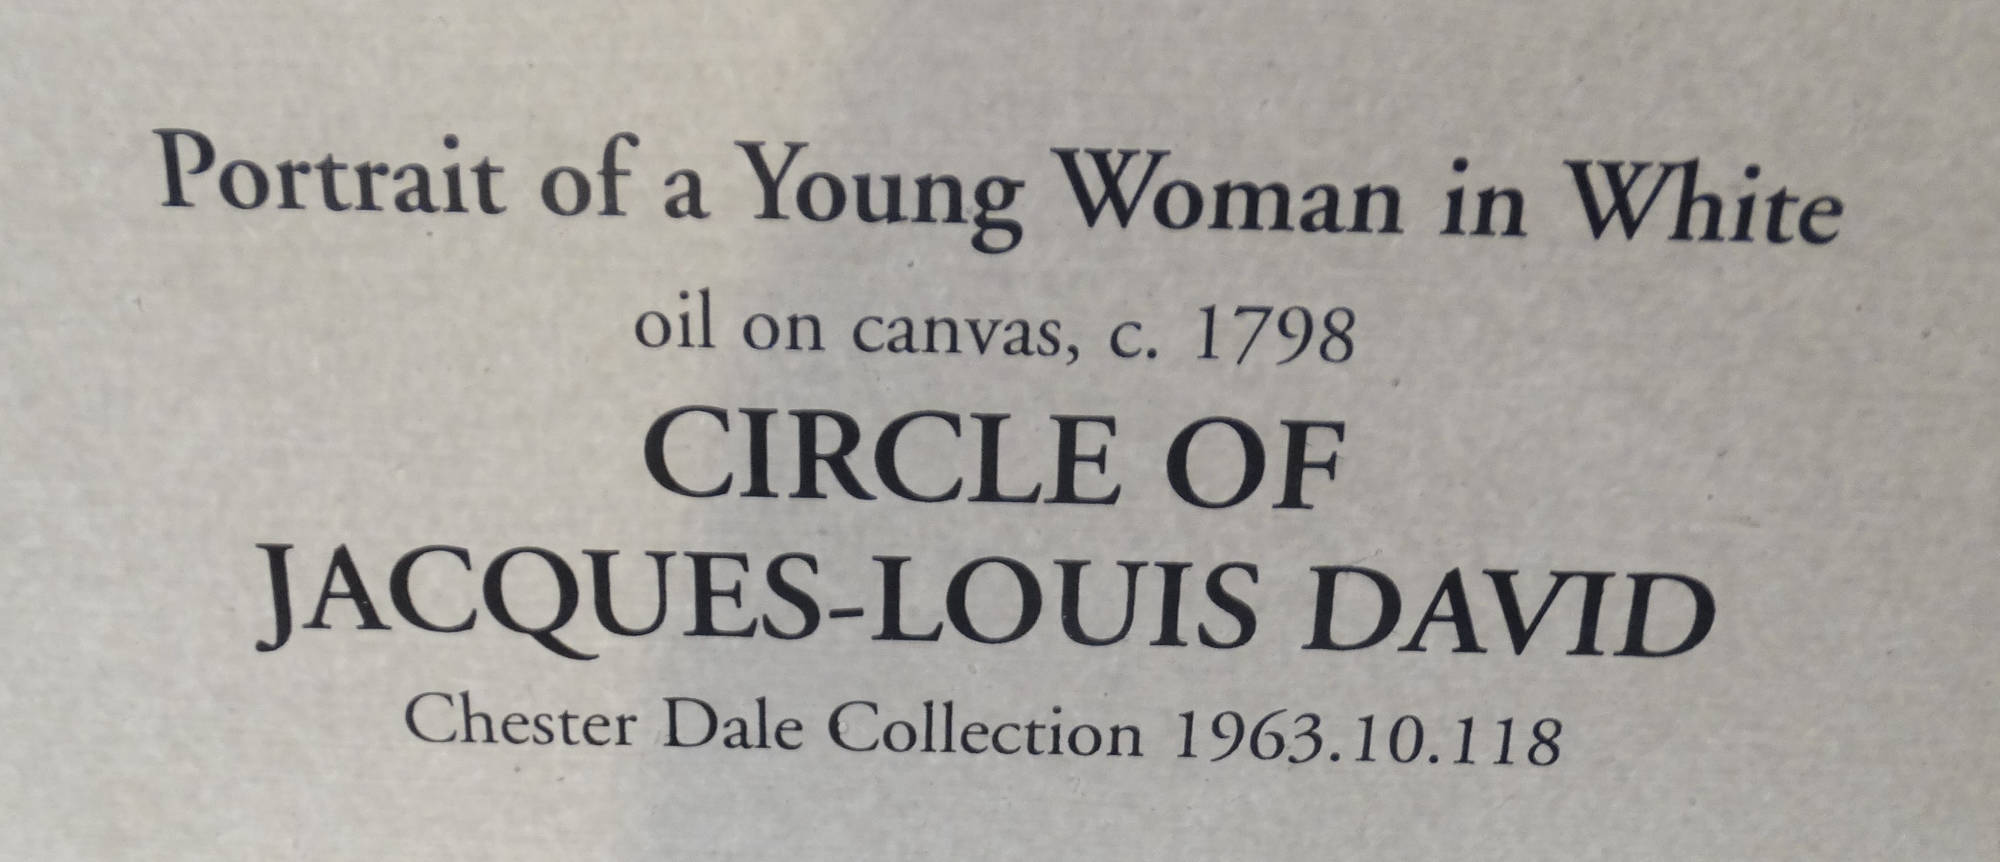 Portrait of a Young Woman in White
oil on canvas, c. 1798
CIRCLE OF
JACQUES-LOUIS DAVID
Chester Dale Collection 1963.10.118